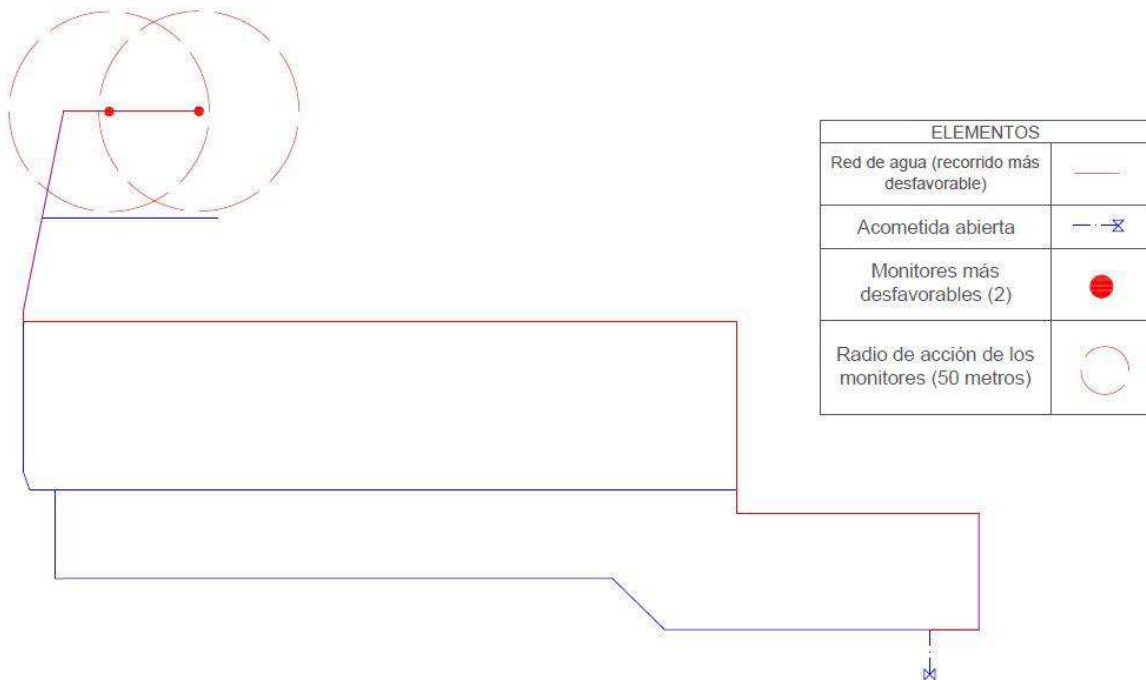 ELEMENTOS
Red de agua (recorrido más
desfavorable)
Acometida abierta
Monitores más
desfavorables (2)
Radio de acción de los
monitores (50 metros)